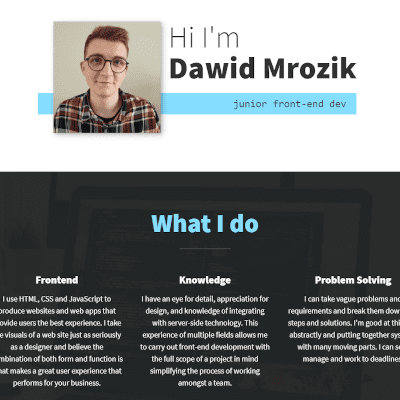 Hi I'm
Dawid Mrozik
junior front-end dev
What I do
Frontend
I use HTML, CSS and JavaScript to
produce websites and web apps that
provide users the best experience. I take
the visuals of a web site just as seriously
as a designer and believe the
combination of both form and function is
what makes a great user experience that
performs for your business.
Knowledge
I have an eye for detail, appreciation for
design, and knowledge of integrating
with server-side technology. This
experience of multiple fields allows me
to carry out front-end development with
the full scope of a project in mind
simplifying the process of working
amongst a team.
Problem Solving
I can take vague problems and
requirements and break them down
steps and solutions. I'm good at
abstractly and putting together
with many moving parts. I can
manage and work to deadlines